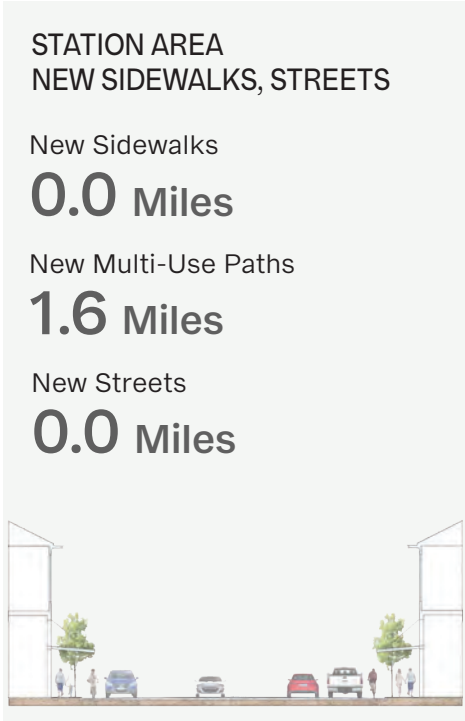 STATION AREA
NEW SIDEWALKS, STREETS
New Sidewalks
0.0 Miles
New Multi-Use Paths
1.6 Miles
New Streets
0.0 Miles